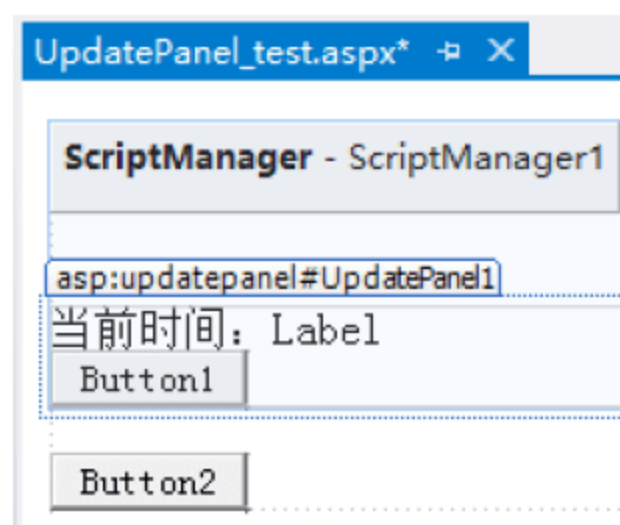 UpdatePanel_test.aspx*
ScriptManager - ScriptManager1
asp:updatepanel#UpdatePanel1
当前时间：Label
Button1
Button2